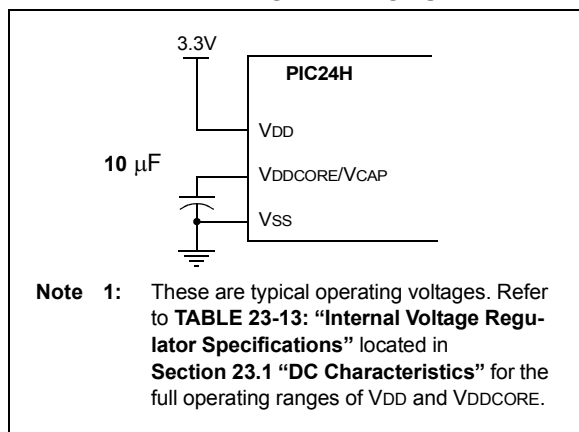 3.3V
PIC24H
VDD
10 μF
VDDCORE/VCAP
VSS
Note 1: These are typical operating voltages. Refer
to TABLE 23-13: “Internal Voltage Regu-
lator Specifications” located in
Section 23.1 “DC Characteristics” for the
full operating ranges of VDD and VDDCORE.